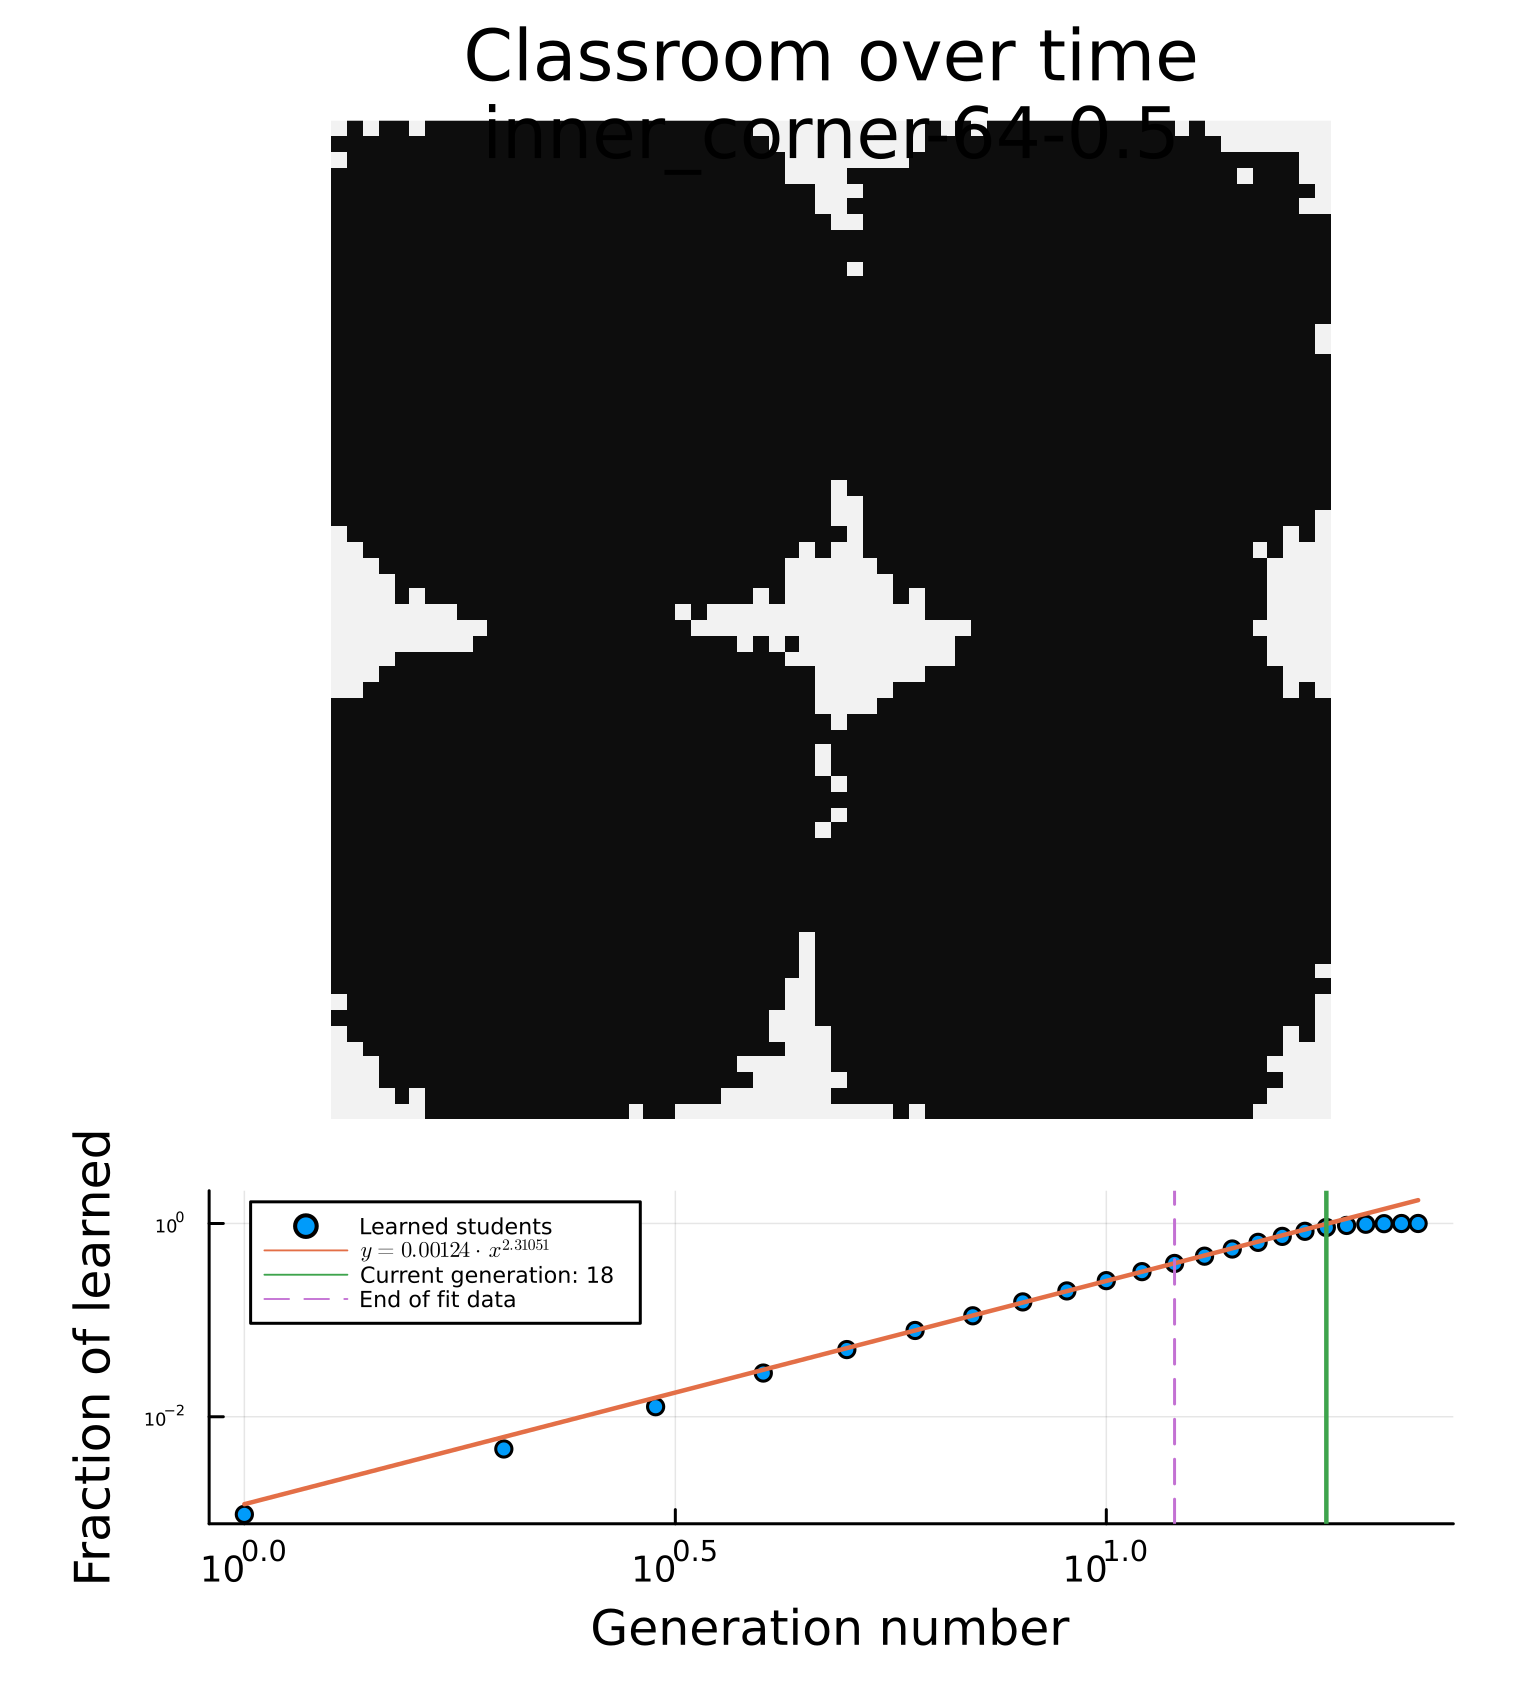 Classroom over time
inner_corner-64-0.5
Fraction of learned
10^0
10^−2
Learned students
y = 0.00124 · x^2.31051
Current generation: 18
End of fit data
10^0.0
10^0.5
10^1.0
Generation number